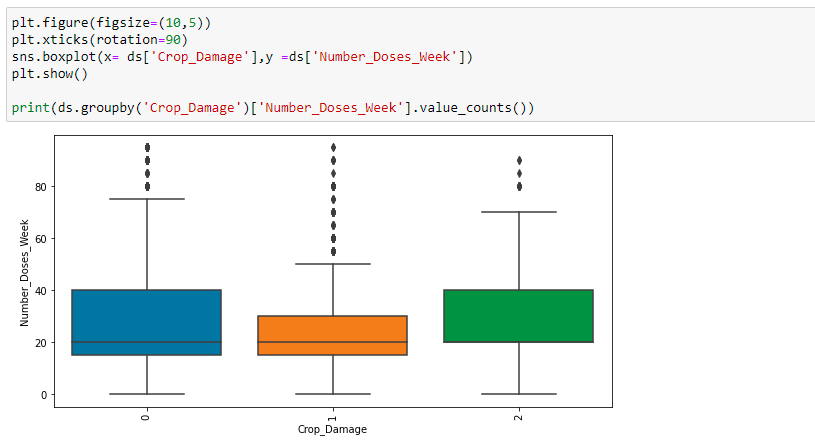 plt.figure(figsize=(10,5))
plt.xticks(rotation=90)
sns.boxplot(x= ds['Crop_Damage'],y =ds['Number_Doses_Week'])
plt.show()
print(ds.groupby('Crop_Damage')['Number_Doses_Week'].value_counts())
80
60
40
20
0
Number_Doses_Week
0
1
2
Crop_Damage